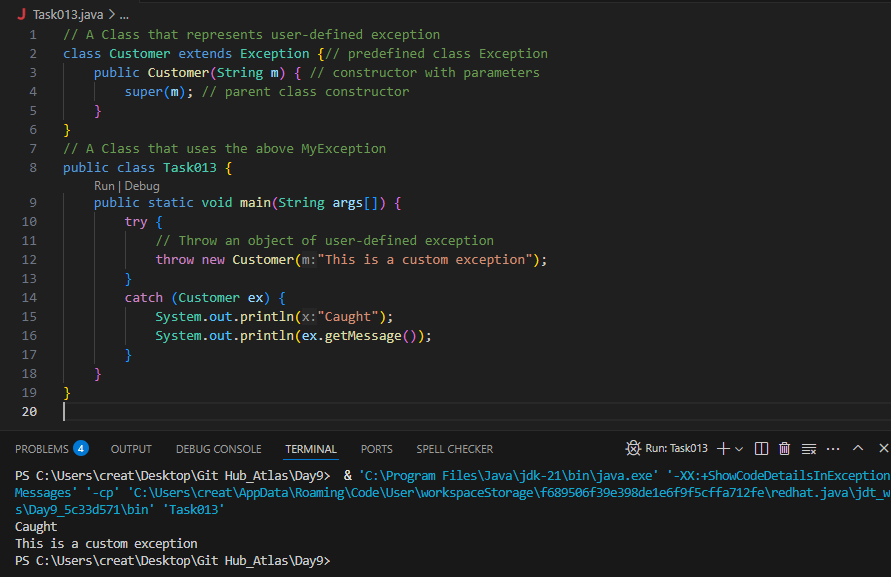 Task013.java > ...
1 // A Class that represents user-defined exception
2 class Customer extends Exception {// predefined class Exception
3 public Customer(String m) { // constructor with parameters
4 super(m); // parent class constructor
5 }
6 }
7 // A Class that uses the above MyException
8 public class Task013 {
Run | Debug
9 public static void main(String args[]) {
10 try {
11 // Throw an object of user-defined exception
12 throw new Customer(m:"This is a custom exception");
13 }
14 catch (Customer ex) {
15 System.out.println(x:"Caught");
16 System.out.println(ex.getMessage());
17 }
18 }
19 }
20
PROBLEMS 4 OUTPUT DEBUG CONSOLE TERMINAL PORTS SPELL CHECKER Run: Task013
PS C:\Users\creat\Desktop\Git Hub_Atlas\Day9> & 'C:\Program Files\Java\jdk-21\bin\java.exe' '-XX:+ShowCodeDetailsInException
Messages' '-cp' 'C:\Users\creat\AppData\Roaming\Code\User\workspaceStorage\f689506f39e398de1e6f9f5cffa712fe\redhat.java\jdt_w
s\Day9_5c33d571\bin' 'Task013'
Caught
This is a custom exception
PS C:\Users\creat\Desktop\Git Hub_Atlas\Day9>